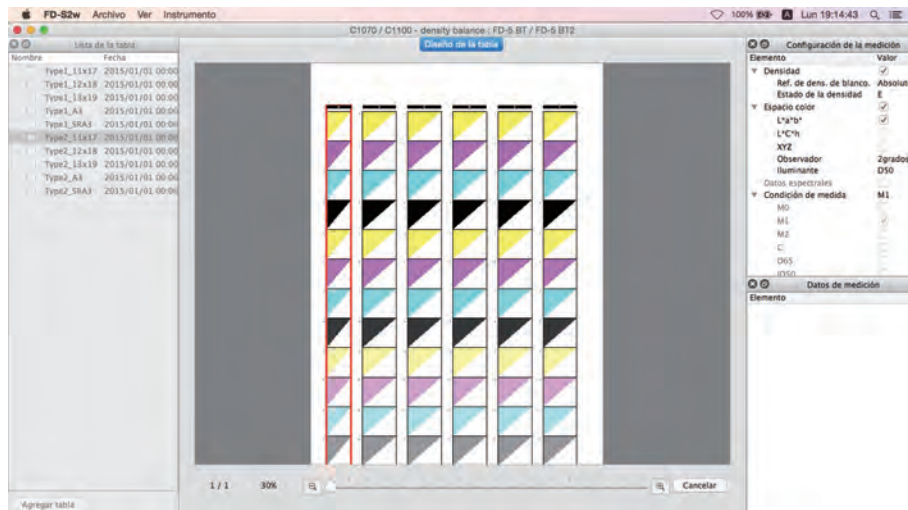 FD-S2w Archivo Ver Instrumento 100% Lun 19:14:43
C1070 / C1100 - density balance : FD-5 BT / FD-5 BT2
Lista de la tabla
Nombre Fecha
Type1_11x17 2015/01/01 00:00
Type1_12x18 2015/01/01 00:00
Type1_13x19 2015/01/01 00:00
Type1_A3 2015/01/01 00:00
Type1_SRA3 2015/01/01 00:00
Type2_11x17 2015/01/01 00:00
Type2_12x18 2015/01/01 00:00
Type2_13x19 2015/01/01 00:00
Type2_A3 2015/01/01 00:00
Type2_SRA3 2015/01/01 00:00
Agregar tabla
Diseño de la tabla
1 / 1 30% Cancelar
Configuración de la medición
Elemento Valor
Densidad
Ref. de dens. de blanco. Absolut
Estado de la densidad E
Espacio color
L*a*b*
L*C*h
XYZ
Observador 2grados
Iluminante D50
Datos espectrales
Condición de medida M1
M0
M1
M2
C
D65
ID50
Datos de medición
Elemento